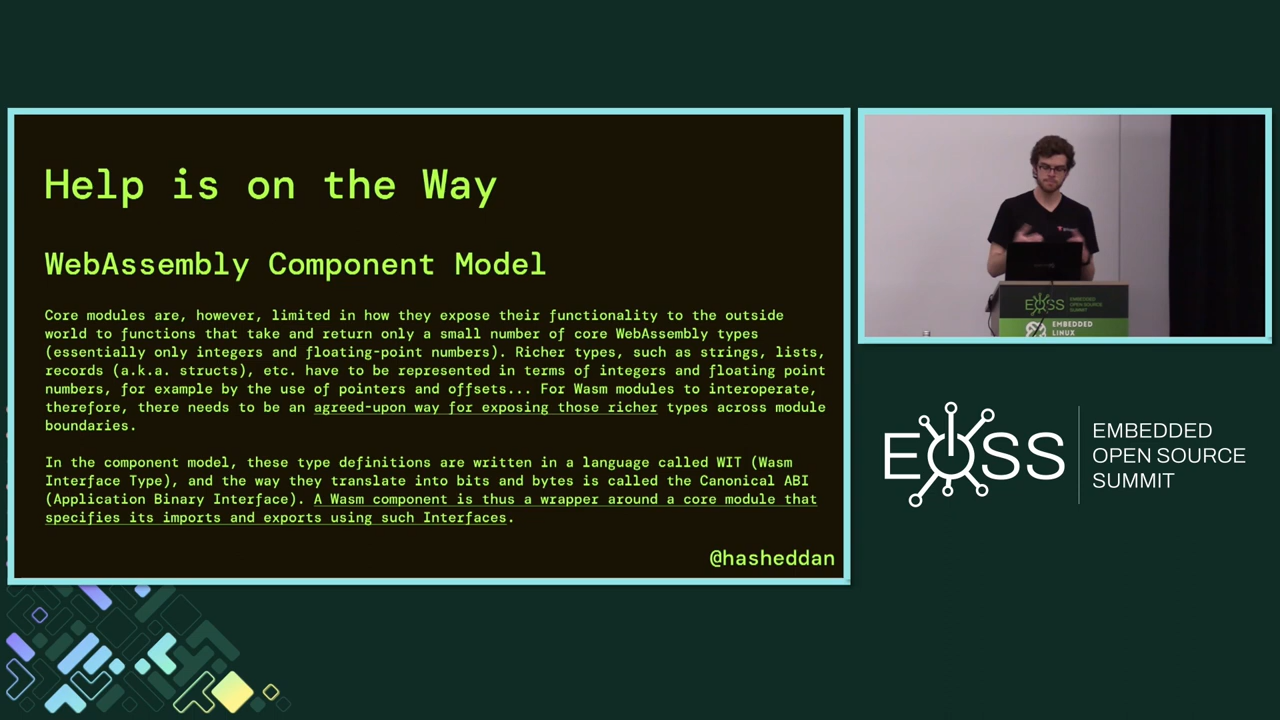 Help is on the Way
WebAssembly Component Model
Core modules are, however, limited in how they expose their functionality to the outside
world to functions that take and return only a small number of core WebAssembly types
(essentially only integers and floating-point numbers). Richer types, such as strings, lists,
records (a.k.a. structs), etc. have to be represented in terms of integers and floating point
numbers, for example by the use of pointers and offsets... For Wasm modules to interoperate,
therefore, there needs to be an agreed-upon way for exposing those richer types across module
boundaries.
In the component model, these type definitions are written in a language called WIT (Wasm
Interface Type), and the way they translate into bits and bytes is called the Canonical ABI
(Application Binary Interface). A Wasm component is thus a wrapper around a core module that
specifies its imports and exports using such Interfaces.
@hasheddan
EOSS
EMBEDDED
OPEN SOURCE
SUMMIT
EMBEDDED
LINUX
EOSS
EMBEDDED
OPEN SOURCE
SUMMIT